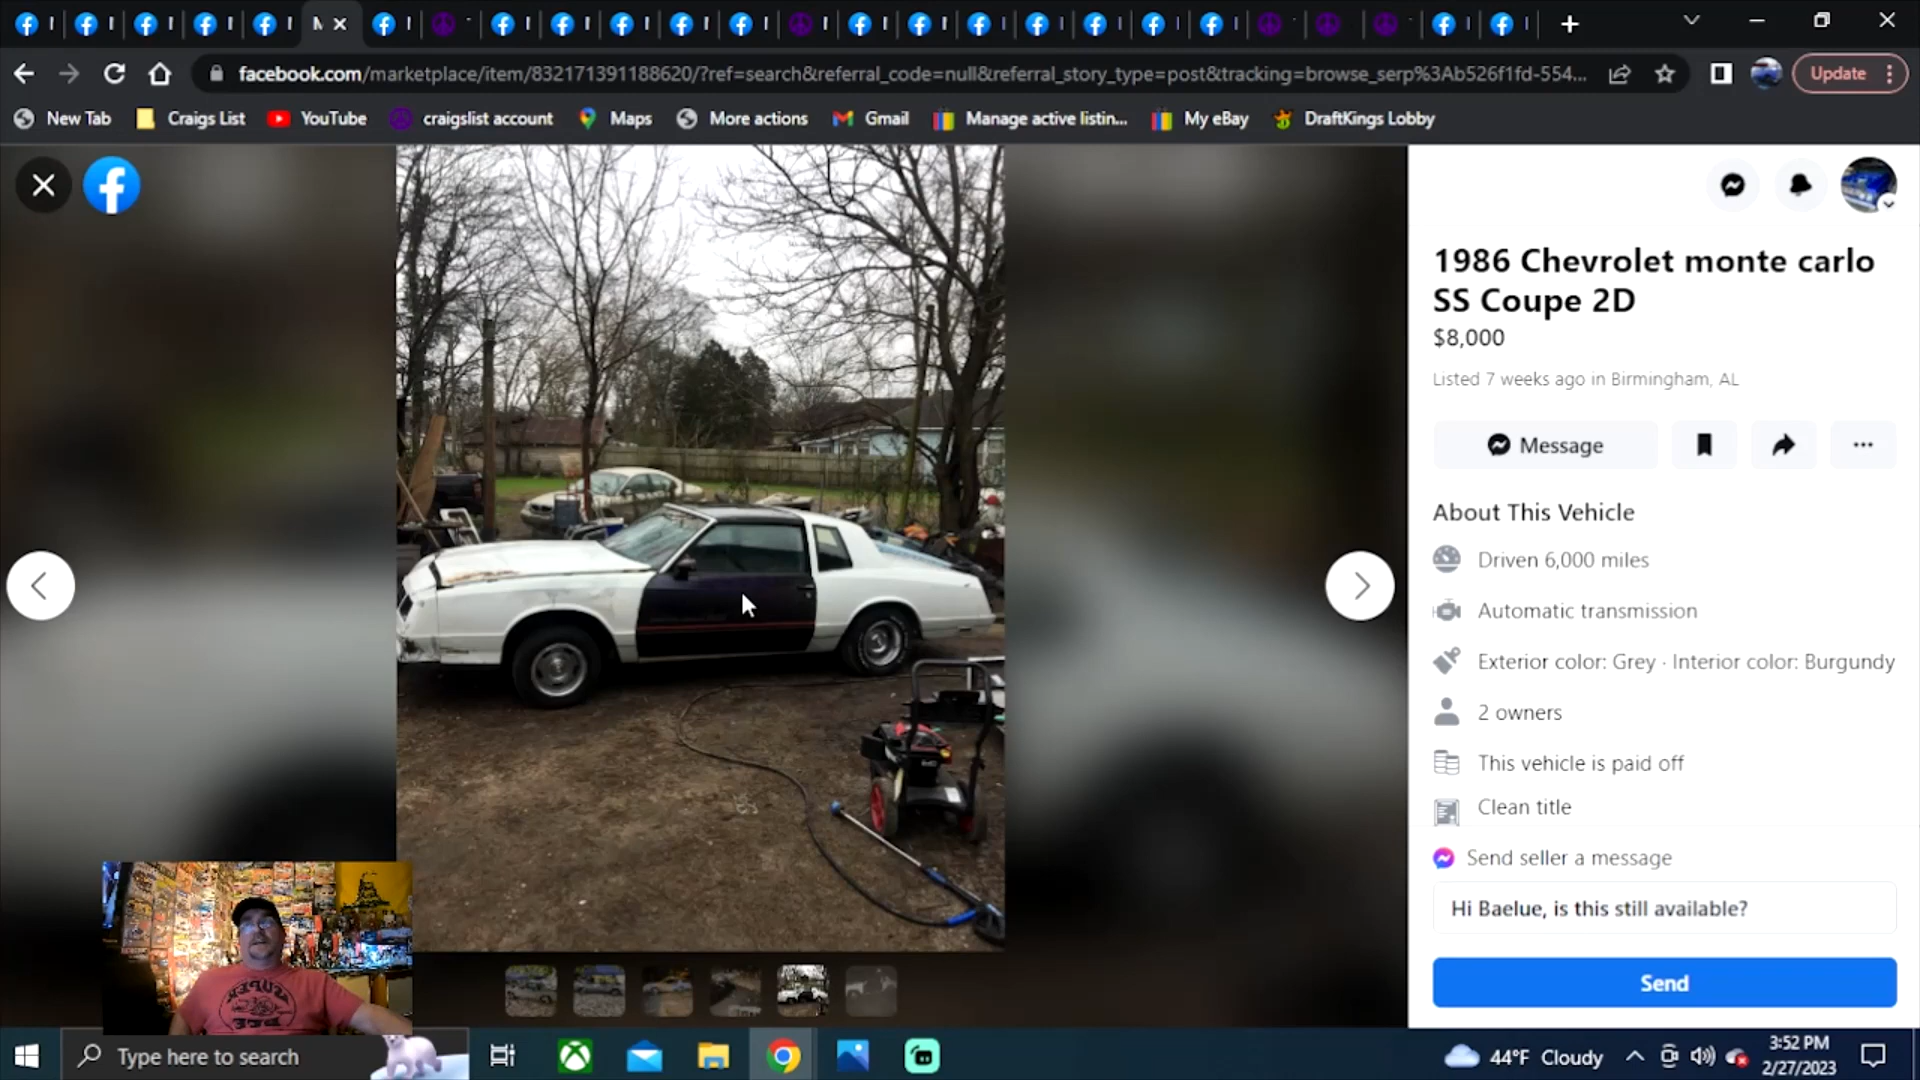 facebook.com/marketplace/item/832171391188620/?ref=search&referral_code=null&referral_story_type=post&tracking=browse_serp%3Ab526f1fd-554...
Update
New Tab
Craigs List
YouTube
craigslist account
Maps
More actions
Gmail
Manage active listin...
My eBay
DraftKings Lobby
1986 Chevrolet monte carlo
SS Coupe 2D
$8,000
Listed 7 weeks ago in Birmingham, AL
Message
About This Vehicle
Driven 6,000 miles
Automatic transmission
Exterior color: Grey · Interior color: Burgundy
2 owners
This vehicle is paid off
Clean title
Send seller a message
Hi Baelue, is this still available?
Send
Type here to search
44°F Cloudy
3:52 PM
2/27/2023